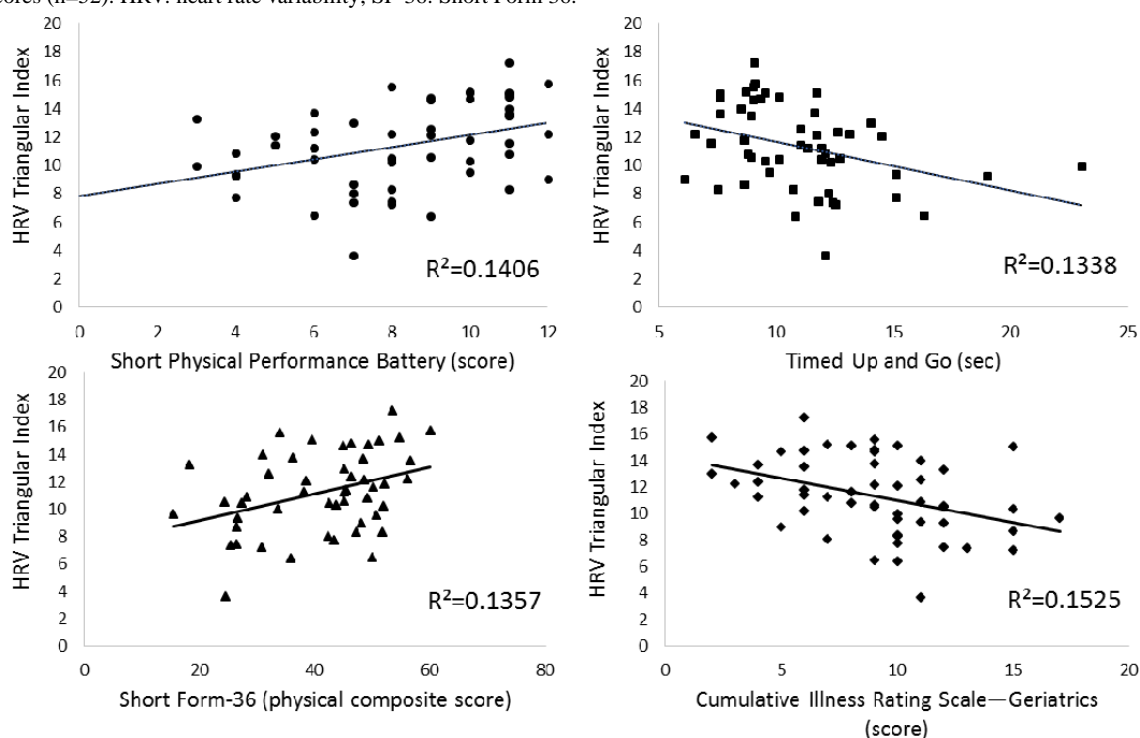 HRV: heart rate variability; SF-36: Short Form 36.
20
18
16
14
12
10
8
6
4
2
0
HRV Triangular Index
R²=0.1406
0 2 4 6 8 10 12
Short Physical Performance Battery (score)
20
18
16
14
12
10
8
6
4
2
0
HRV Triangular Index
R²=0.1338
5 10 15 20 25
Timed Up and Go (sec)
20
18
16
14
12
10
8
6
4
2
0
HRV Triangular Index
R²=0.1357
0 20 40 60 80
Short Form-36 (physical composite score)
20
18
16
14
12
10
8
6
4
2
0
HRV Triangular Index
R²=0.1525
0 5 10 15 20
Cumulative Illness Rating Scale—Geriatrics
(score)